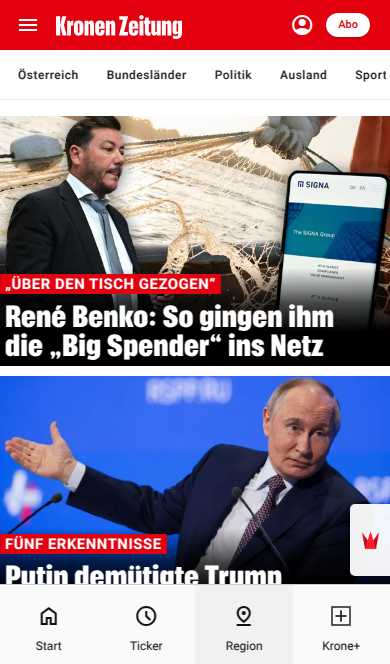 Kronen Zeitung
Abo
Österreich Bundesländer Politik Ausland Sport
SIGNA
The SIGNA Group
„ÜBER DEN TISCH GEZOGEN“
René Benko: So gingen ihm
die „Big Spender“ ins Netz
FÜNF ERKENNTNISSE
Putin demütigte Trump
Start Ticker Region Krone+